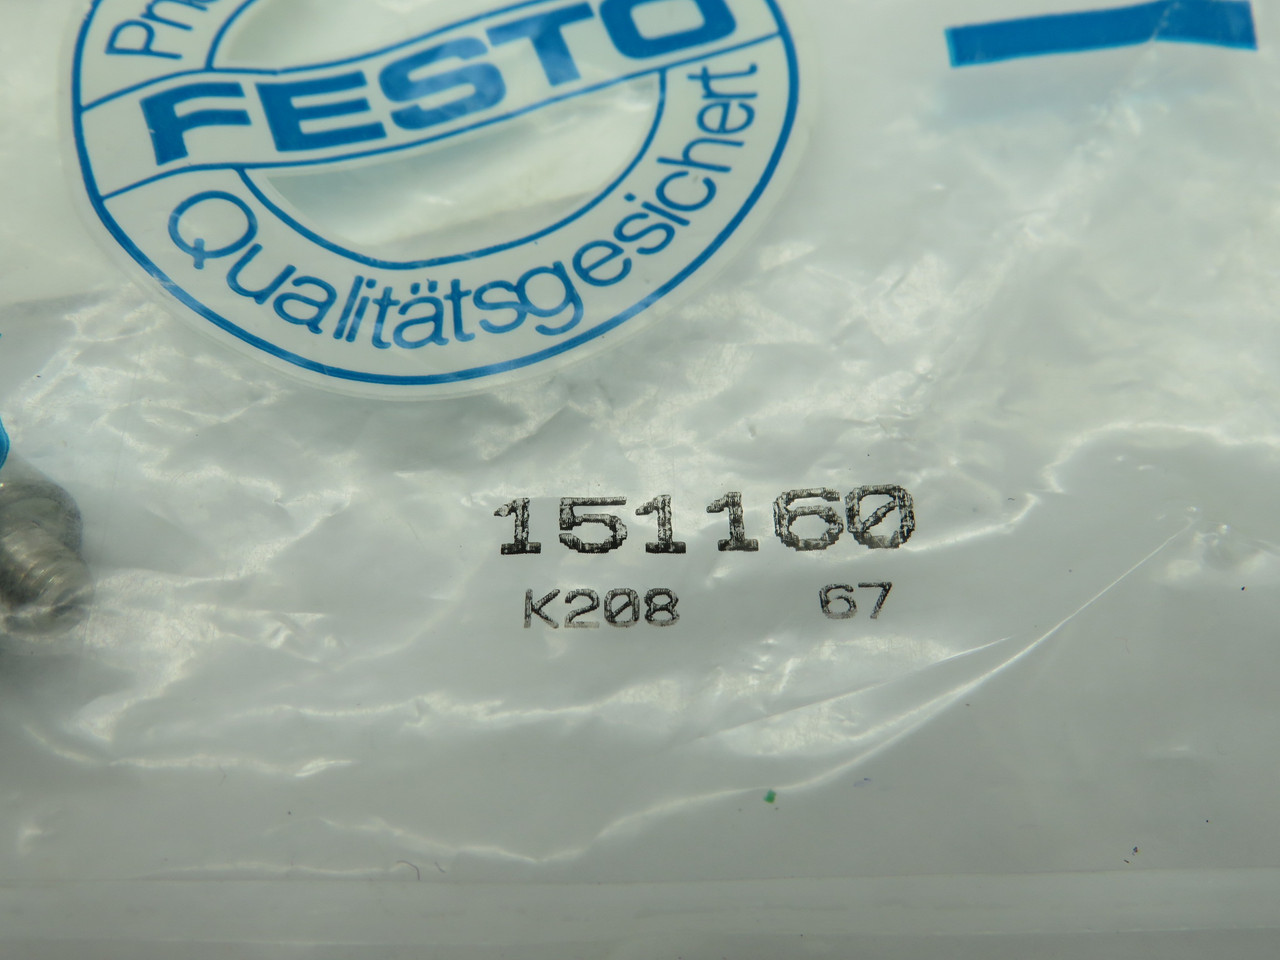 FESTO
Qualitätsgesichert
151160
K208 67